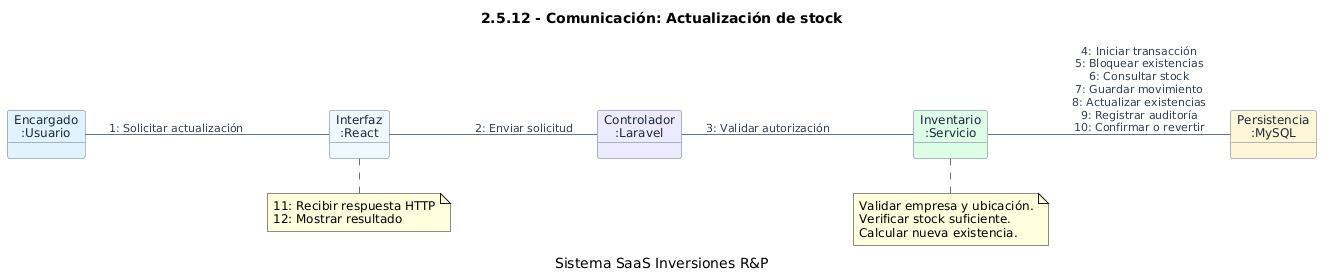 2.5.12 - Comunicación: Actualización de stock
4: Iniciar transacción
5: Bloquear existencias
6: Consultar stock
7: Guardar movimiento
8: Actualizar existencias
9: Registrar auditoría
10: Confirmar o revertir
Encargado
:Usuario
1: Solicitar actualización
Interfaz
:React
2: Enviar solicitud
Controlador
:Laravel
3: Validar autorización
Inventario
:Servicio
Persistencia
:MySQL
11: Recibir respuesta HTTP
12: Mostrar resultado
Validar empresa y ubicación.
Verificar stock suficiente.
Calcular nueva existencia.
Sistema SaaS Inversiones R&P